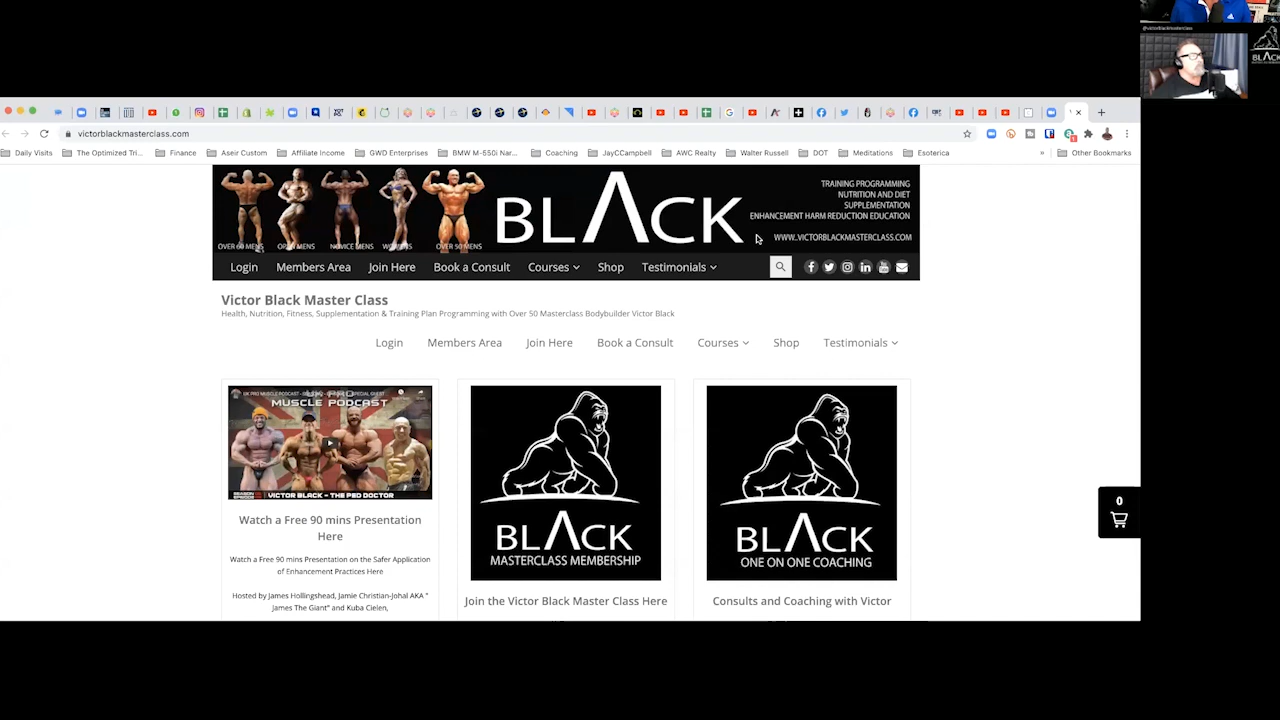 @victorblackmasterclass
BLACK
victorblackmasterclass.com
Daily Visits
The Optimized Tri...
Finance
Aseir Custom
Affiliate Income
GWD Enterprises
BMW M-550i Nar...
Coaching
JayCCampbell
AWC Realty
Walter Russell
DOT
Meditations
Esoterica
»
Other Bookmarks
BLACK
TRAINING PROGRAMMING
NUTRITION AND DIET
SUPPLEMENTATION
ENHANCEMENT HARM REDUCTION EDUCATION
WWW.VICTORBLACKMASTERCLASS.COM
OVER 60 MENS
OPEN MENS
NOVICE MENS
WOMENS
OVER 50 MENS
Login
Members Area
Join Here
Book a Consult
Courses
Shop
Testimonials
Victor Black Master Class
Health, Nutrition, Fitness, Supplementation & Training Plan Programming with Over 50 Masterclass Bodybuilder Victor Black
Login
Members Area
Join Here
Book a Consult
Courses
Shop
Testimonials
MUSCLE PODCAST
VICTOR BLACK - THE PED DOCTOR
Watch a Free 90 mins Presentation
Here
Watch a Free 90 mins Presentation on the Safer Application
of Enhancement Practices Here
Hosted by James Hollingshead, Jamie Christian-Johal AKA "
James The Giant" and Kuba Cielen,
BLACK
MASTERCLASS MEMBERSHIP
Join the Victor Black Master Class Here
BLACK
ONE ON ONE COACHING
Consults and Coaching with Victor
0